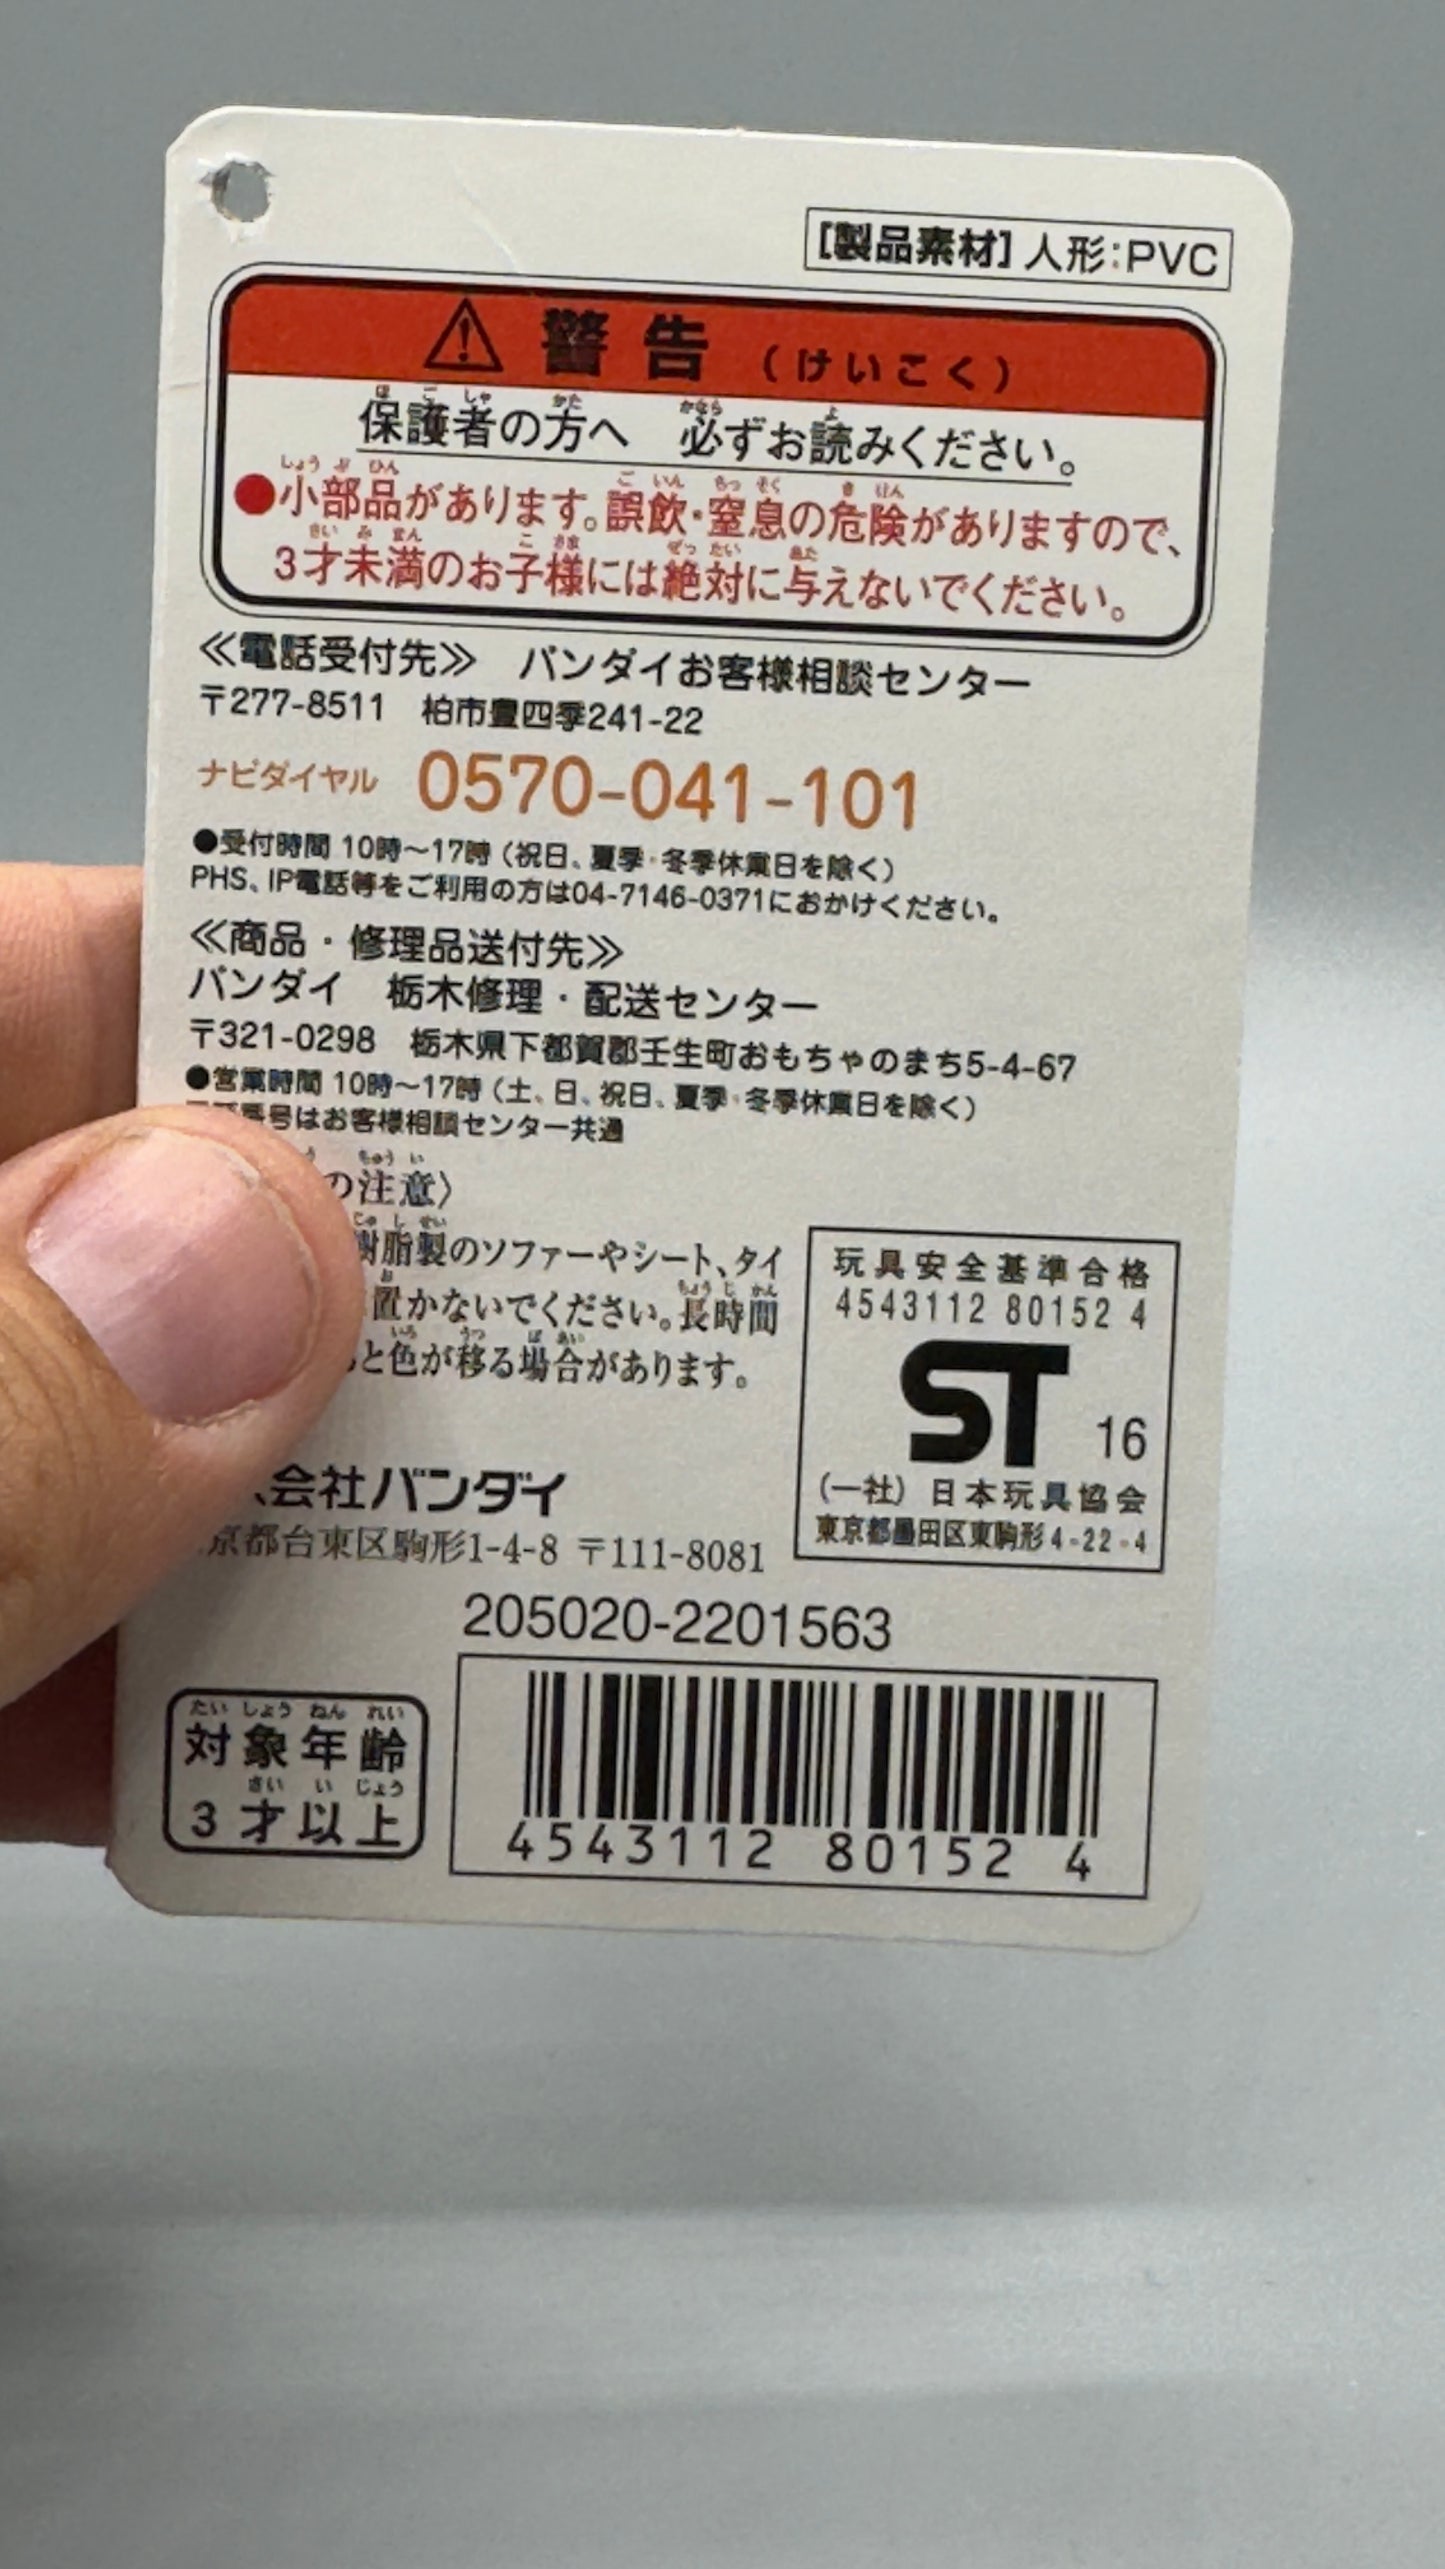 [製品素材]人形:PVC
警告(けいこく)
保護者の方へ 必ずお読みください。
●小部品があります。誤飲・窒息の危険がありますので、
3才未満のお子様には絶対に与えないでください。
≪電話受付先≫ バンダイお客様相談センター
〒277-8511 柏市豊四季241-22
ナビダイヤル 0570-041-101
●受付時間 10時～17時(祝日、夏季・冬季休業日を除く)
PHS、IP電話等をご利用の方は04-7146-0371におかけください。
≪商品・修理品送付先≫
バンダイ 栃木修理・配送センター
〒321-0298 栃木県下都賀郡壬生町おもちゃのまち5-4-67
●営業時間 10時～17時(土、日、祝日、夏季・冬季休業日を除く)
番号はお客様相談センター共通
の注意〉
樹脂製のソファーやシート、タイ
置かないでください。長時間
と色が移る場合があります。
玩具安全基準合格
4543112 80152 4
ST 16
(一社)日本玩具協会
東京都墨田区東駒形4-22-4
会社バンダイ
京都台東区駒形1-4-8 〒111-8081
205020-2201563
対象年齢
3才以上
4543112 80152 4